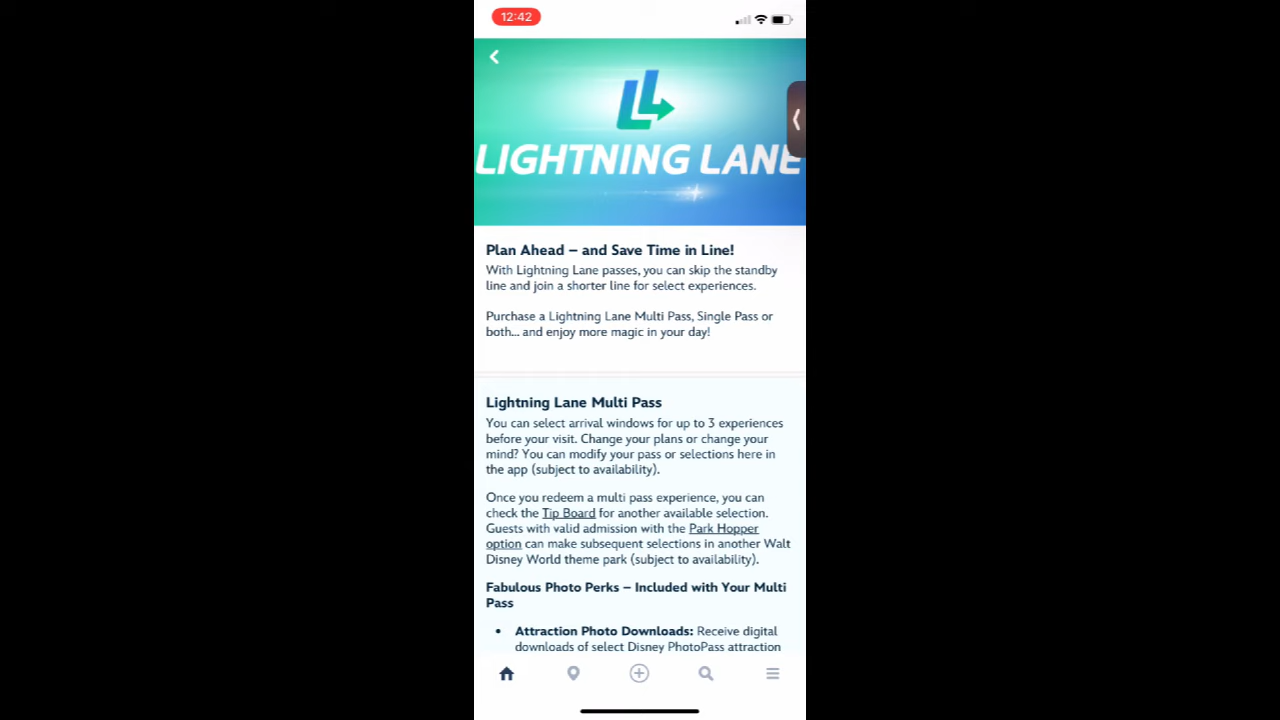 12:42
LIGHTNING LANE
Plan Ahead – and Save Time in Line!
With Lightning Lane passes, you can skip the standby
line and join a shorter line for select experiences.
Purchase a Lightning Lane Multi Pass, Single Pass or
both... and enjoy more magic in your day!
Lightning Lane Multi Pass
You can select arrival windows for up to 3 experiences
before your visit. Change your plans or change your
mind? You can modify your pass or selections here in
the app (subject to availability).
Once you redeem a multi pass experience, you can
check the Tip Board for another available selection.
Guests with valid admission with the Park Hopper
option can make subsequent selections in another Walt
Disney World theme park (subject to availability).
Fabulous Photo Perks – Included with Your Multi
Pass
• Attraction Photo Downloads: Receive digital
downloads of select Disney PhotoPass attraction